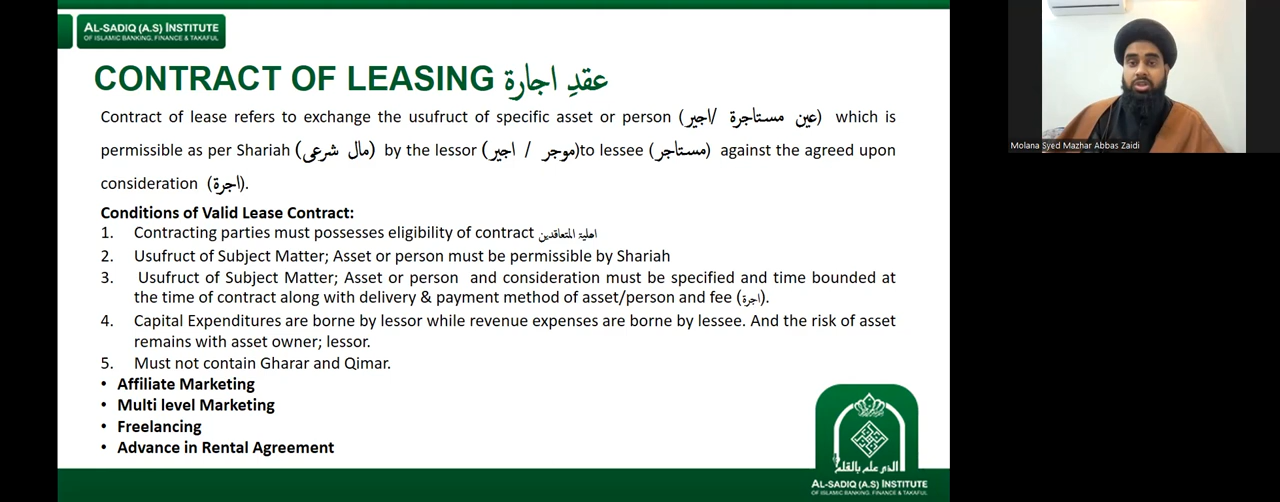 AL-SADIQ (A.S) INSTITUTE
OF ISLAMIC BANKING, FINANCE & TAKAFUL
CONTRACT OF LEASING عقدِ اجارة
Contract of lease refers to exchange the usufruct of specific asset or person (عین مستاجرة /اجیر) which is
permissible as per Shariah (مال شرعی) by the lessor (موجر / اجیر)to lessee (مستاجر) against the agreed upon
consideration (اجرة).
Conditions of Valid Lease Contract:
1. Contracting parties must possesses eligibility of contract اهلیة المتعاقدین
2. Usufruct of Subject Matter; Asset or person must be permissible by Shariah
3. Usufruct of Subject Matter; Asset or person and consideration must be specified and time bounded at
the time of contract along with delivery & payment method of asset/person and fee (اجرة).
4. Capital Expenditures are borne by lessor while revenue expenses are borne by lessee. And the risk of asset
remains with asset owner; lessor.
5. Must not contain Gharar and Qimar.
• Affiliate Marketing
• Multi level Marketing
• Freelancing
• Advance in Rental Agreement
الذي علم بالقلم
AL-SADIQ (A.S) INSTITUTE
OF ISLAMIC BANKING, FINANCE & TAKAFUL
Molana Syed Mazhar Abbas Zaidi